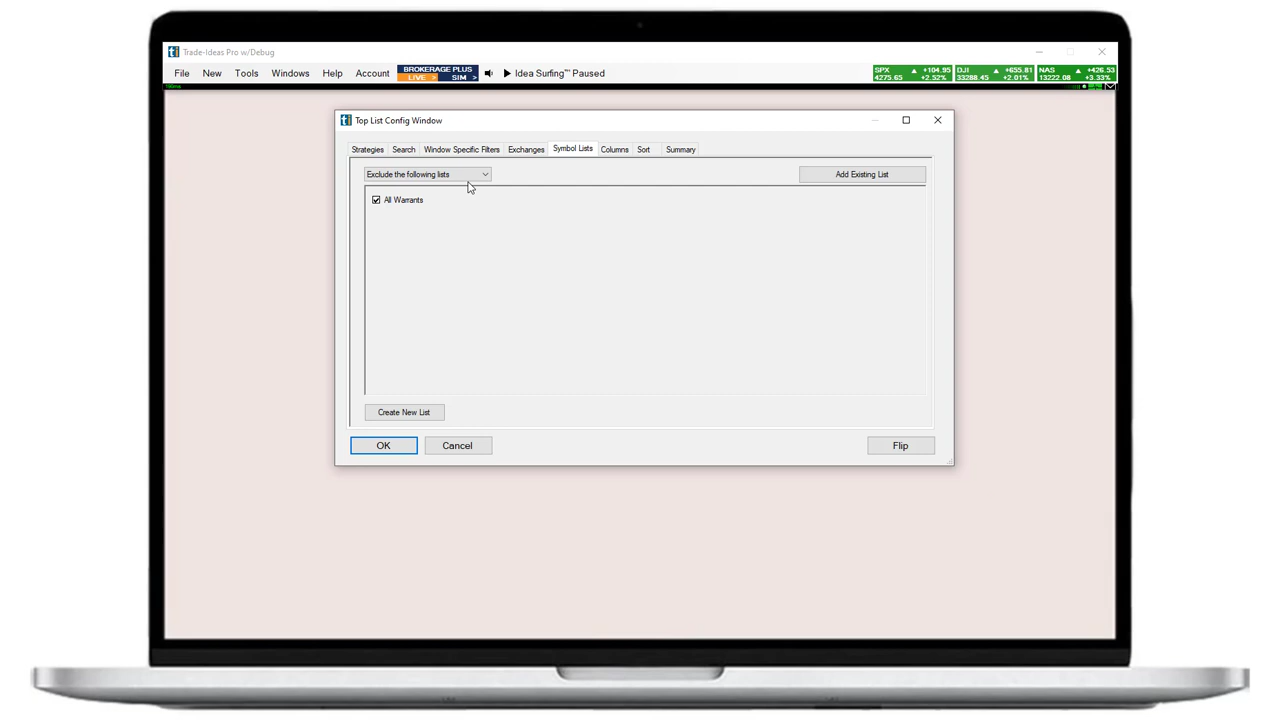 Trade-Ideas Pro w/Debug
File New Tools Windows Help Account BROKERAGE PLUS LIVE > SIM > Idea Surfing™ Paused
SPX +104.95 DJI +655.81 NAS +426.53
4275.65 +2.52% 33288.45 +2.01% 13222.08 +3.33%
Top List Config Window
Strategies Search Window Specific Filters Exchanges Symbol Lists Columns Sort Summary
Exclude the following lists Add Existing List
All Warrants
Create New List
OK Cancel Flip